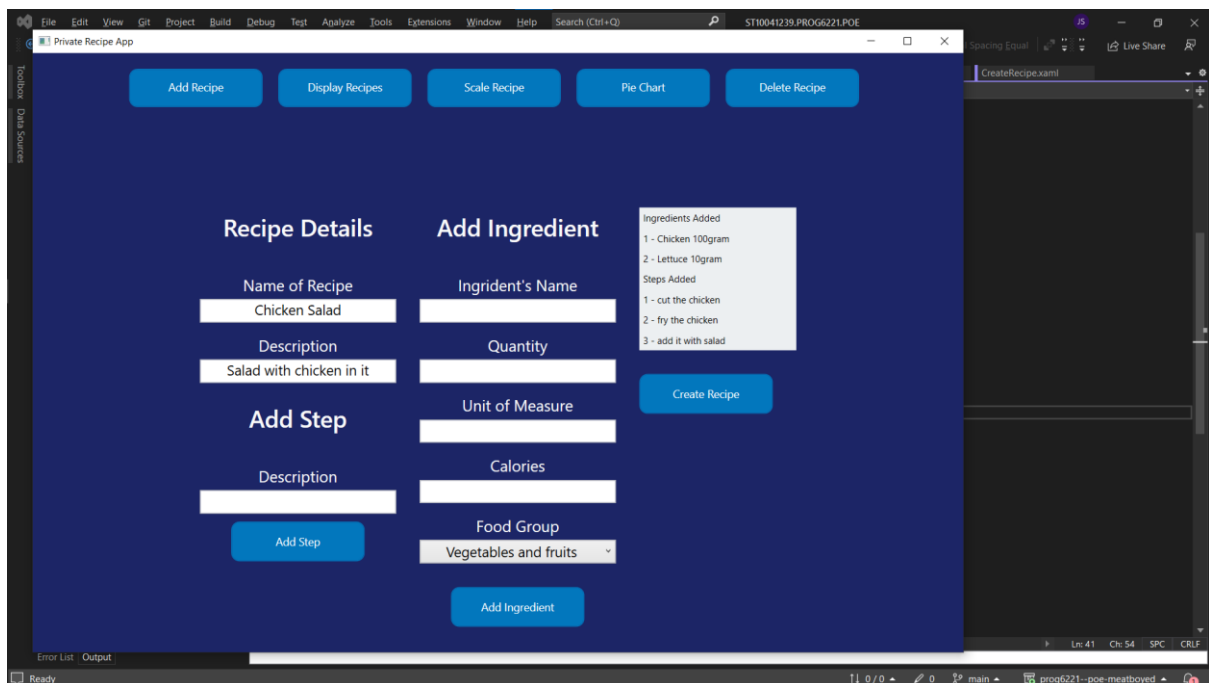 File Edit View Git Project Build Debug Test Analyze Tools Extensions Window Help Search (Ctrl+Q) ST10041239.PROG6221.POE JS
Private Recipe App
Spacing Equal Live Share
Toolbox
Data Sources
CreateRecipe.xaml
Add Recipe Display Recipes Scale Recipe Pie Chart Delete Recipe
Recipe Details
Name of Recipe
Chicken Salad
Description
Salad with chicken in it
Add Step
Description
Add Step
Add Ingredient
Ingrident's Name
Quantity
Unit of Measure
Calories
Food Group
Vegetables and fruits
Add Ingredient
Ingredients Added
1 - Chicken 100gram
2 - Lettuce 10gram
Steps Added
1 - cut the chicken
2 - fry the chicken
3 - add it with salad
Create Recipe
Ln: 41 Ch: 54 SPC CRLF
Error List Output
Ready 0 / 0 0 main prog6221--poe-meatboyed